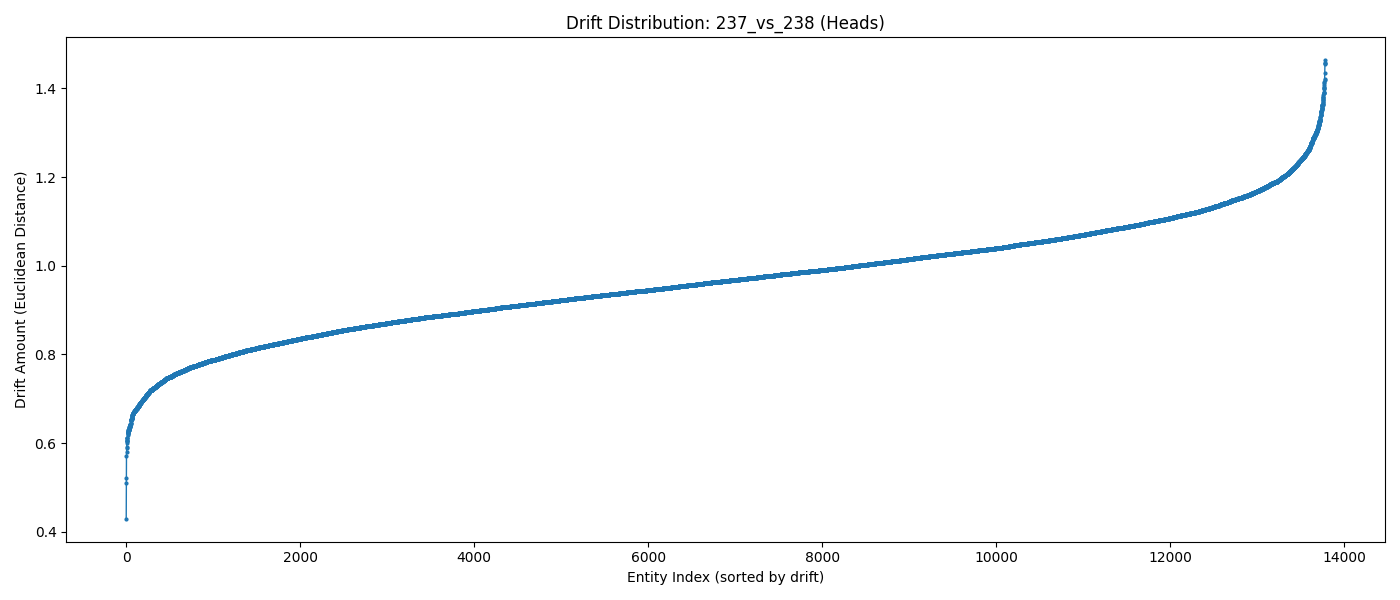 Drift Distribution: 237_vs_238 (Heads)
Drift Amount (Euclidean Distance)
1.4
1.2
1.0
0.8
0.6
0.4
0 2000 4000 6000 8000 10000 12000 14000
Entity Index (sorted by drift)